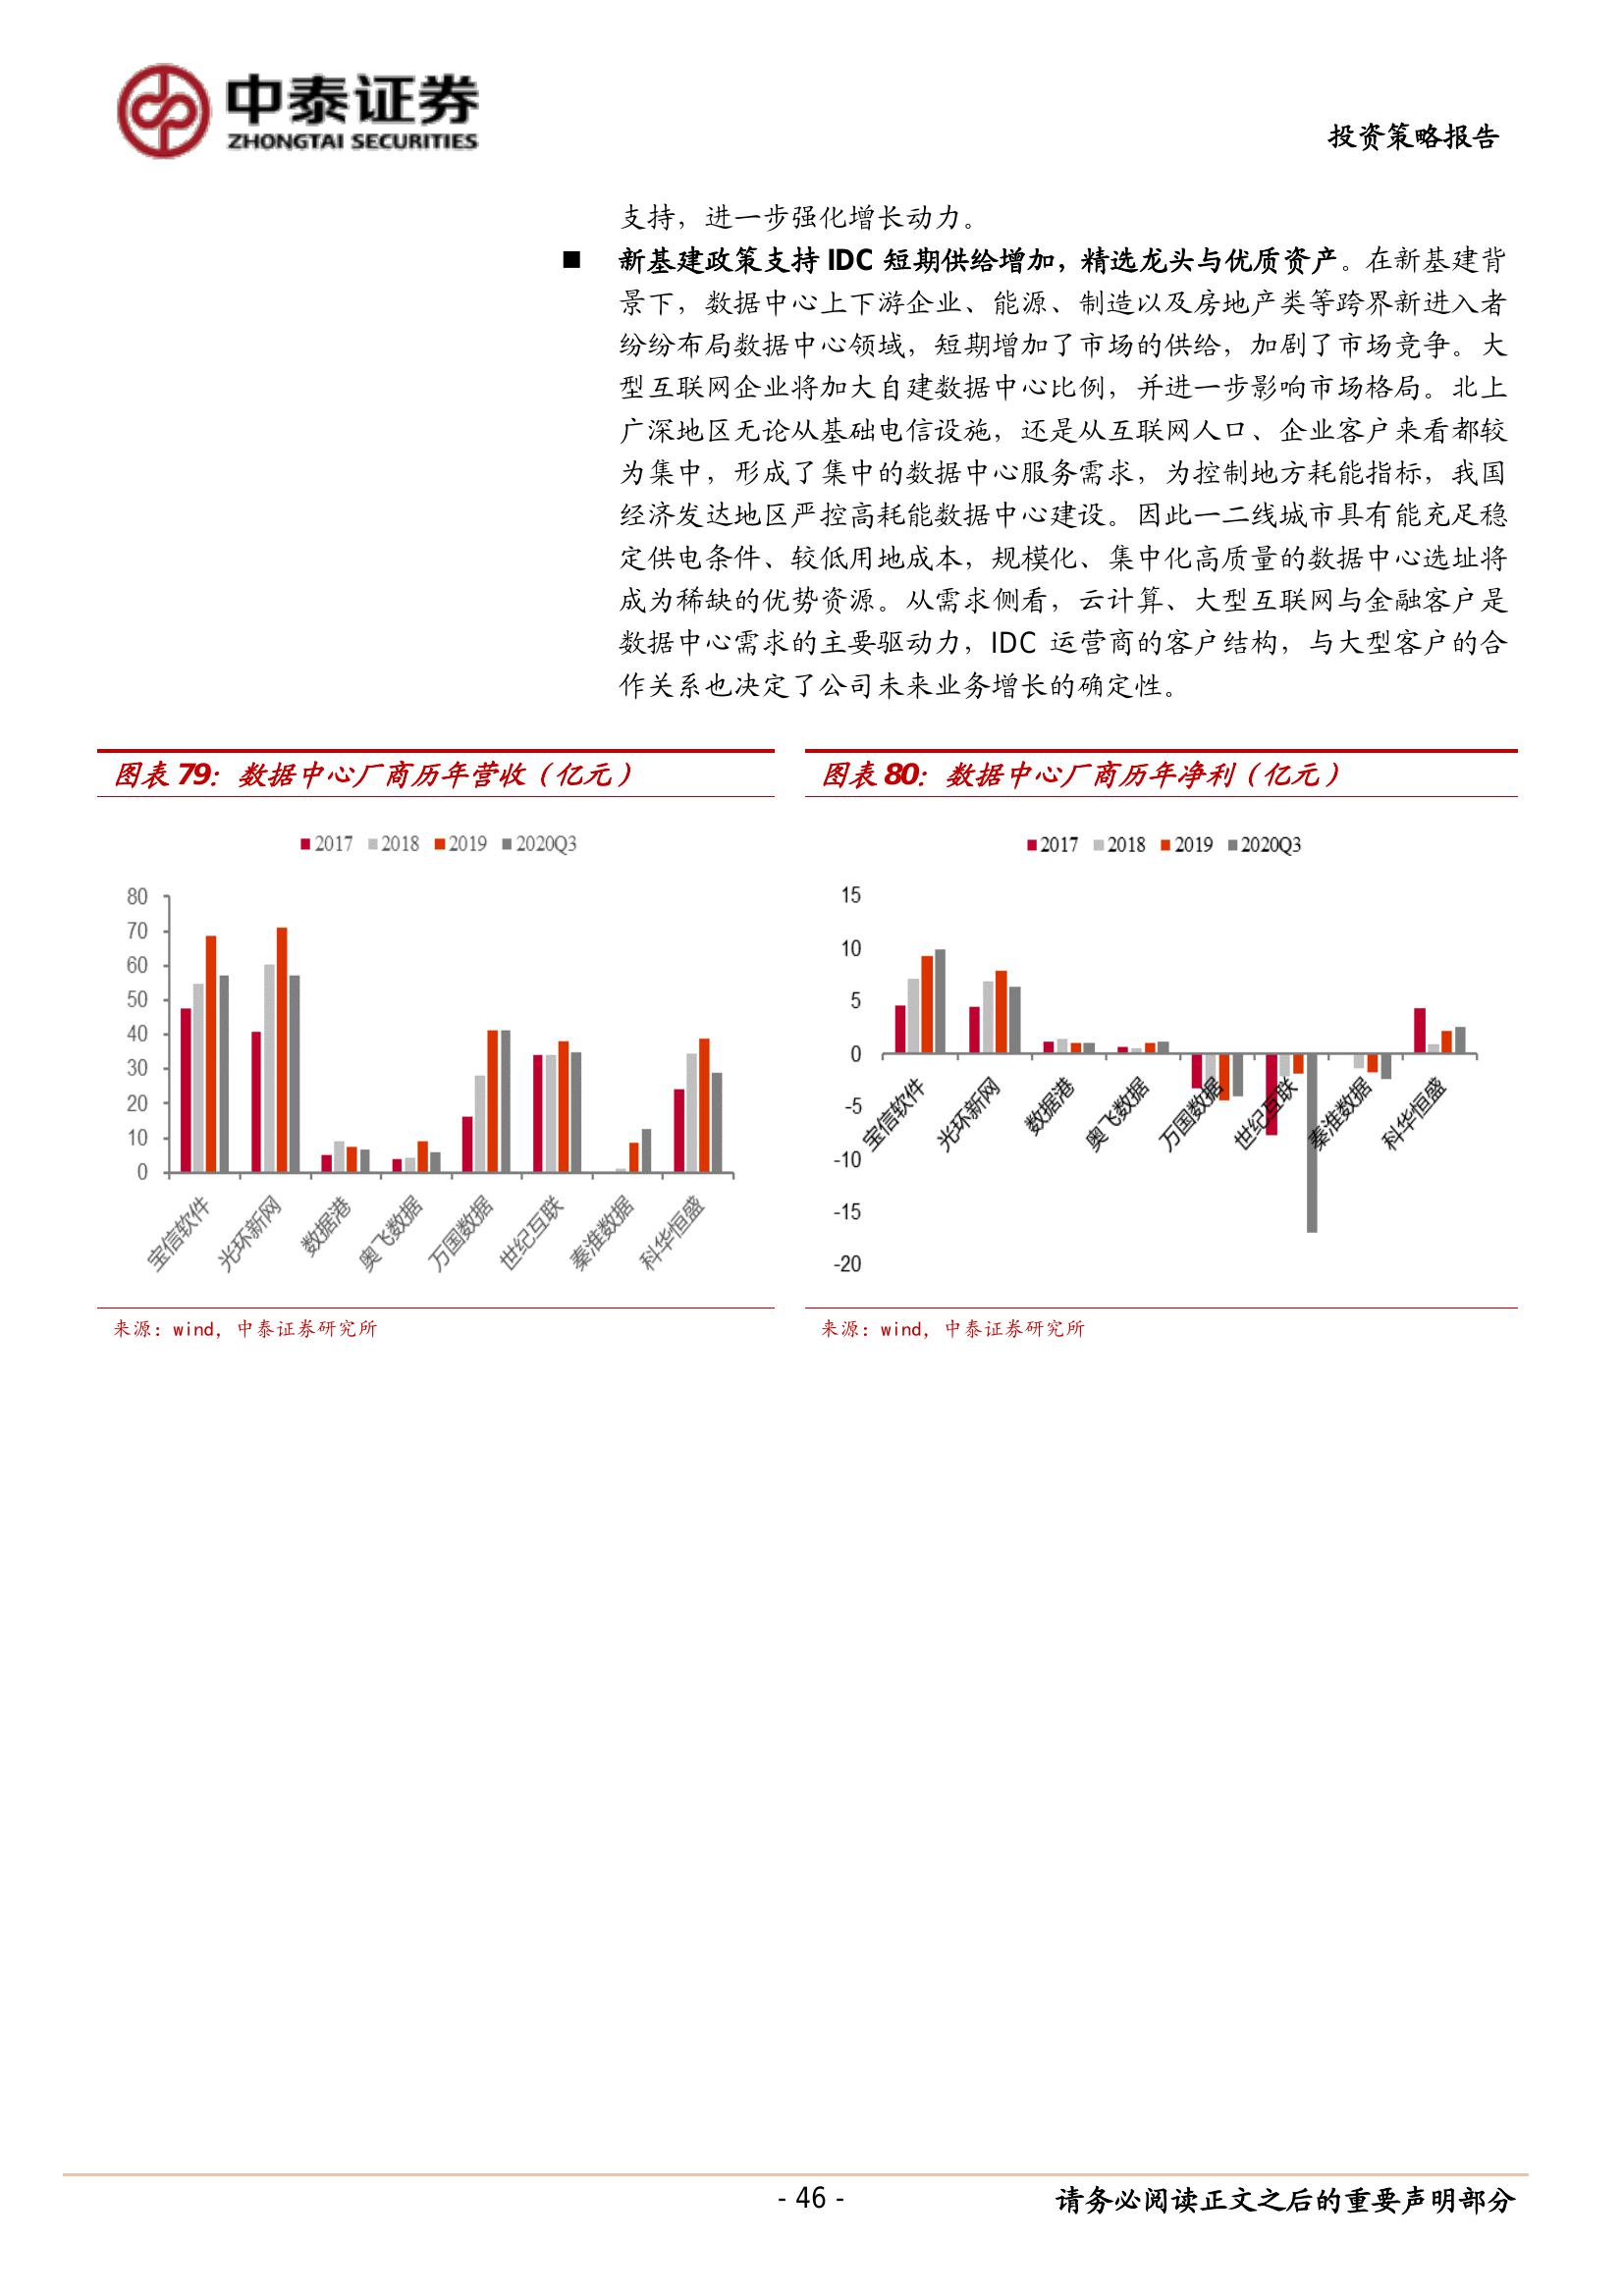 中泰证券
ZHONGTAI SECURITIES
投资策略报告
支持，进一步强化增长动力。
■ 新基建政策支持 IDC 短期供给增加，精选龙头与优质资产。在新基建背
景下，数据中心上下游企业、能源、制造以及房地产类等跨界新进入者
纷纷布局数据中心领域，短期增加了市场的供给，加剧了市场竞争。大
型互联网企业将加大自建数据中心比例，并进一步影响市场格局。北上
广深地区无论从基础电信设施，还是从互联网人口、企业客户来看都较
为集中，形成了集中的数据中心服务需求，为控制地方耗能指标，我国
经济发达地区严控高耗能数据中心建设。因此一二线城市具有能充足稳
定供电条件、较低用地成本，规模化、集中化高质量的数据中心选址将
成为稀缺的优势资源。从需求侧看，云计算、大型互联网与金融客户是
数据中心需求的主要驱动力，IDC 运营商的客户结构，与大型客户的合
作关系也决定了公司未来业务增长的确定性。
图表 79：数据中心厂商历年营收（亿元）
2017 2018 2019 2020Q3
80
70
60
50
40
30
20
10
0
宝信软件 光环新网 数据港 奥飞数据 万国数据 世纪互联 秦淮数据 科华恒盛
来源：wind，中泰证券研究所
图表 80：数据中心厂商历年净利（亿元）
2017 2018 2019 2020Q3
15
10
5
0
-5
-10
-15
-20
宝信软件 光环新网 数据港 奥飞数据 万国数据 世纪互联 秦淮数据 科华恒盛
来源：wind，中泰证券研究所
- 46 -
请务必阅读正文之后的重要声明部分